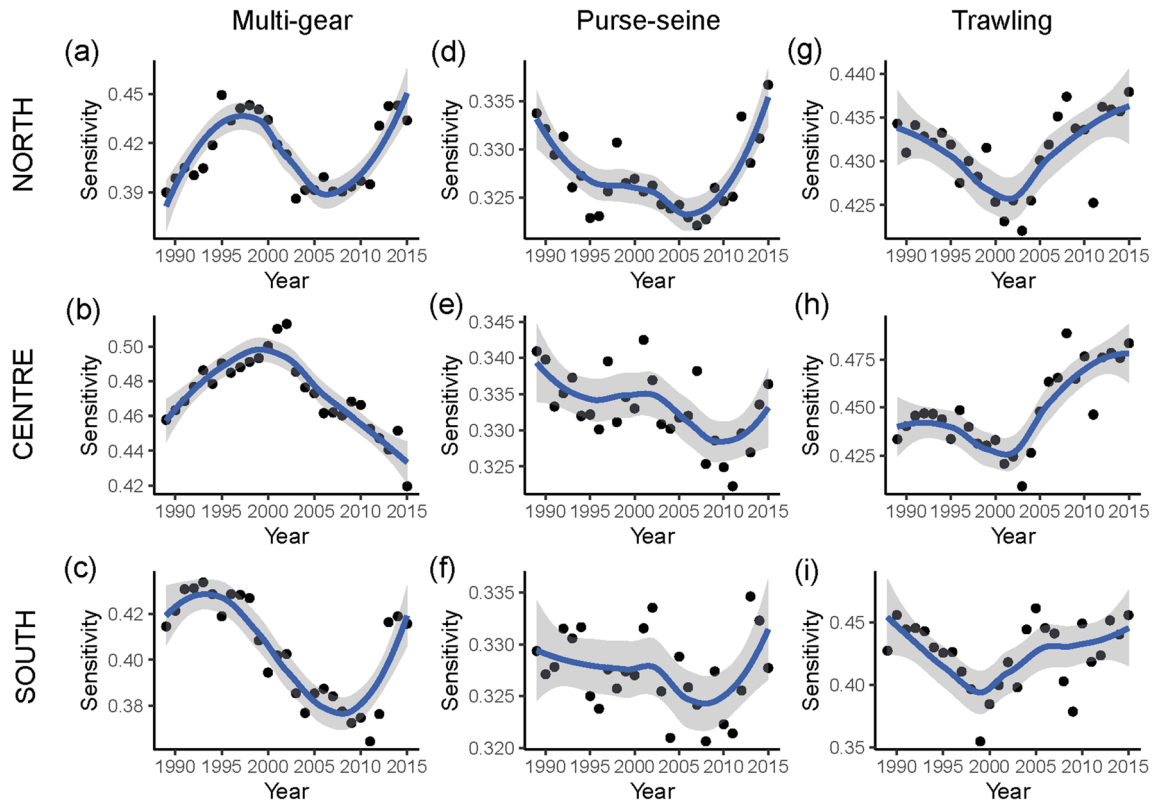 Multi-gear Purse-seine Trawling
NORTH
(a)
Sensitivity
0.45
0.42
0.39
1990 1995 2000 2005 2010 2015
Year
(d)
Sensitivity
0.335
0.330
0.325
1990 1995 2000 2005 2010 2015
Year
(g)
Sensitivity
0.440
0.435
0.430
0.425
1990 1995 2000 2005 2010 2015
Year
CENTRE
(b)
Sensitivity
0.50
0.48
0.46
0.44
0.42
1990 1995 2000 2005 2010 2015
Year
(e)
Sensitivity
0.345
0.340
0.335
0.330
0.325
1990 1995 2000 2005 2010 2015
Year
(h)
Sensitivity
0.475
0.450
0.425
1990 1995 2000 2005 2010 2015
Year
SOUTH
(c)
Sensitivity
0.42
0.40
0.38
1990 1995 2000 2005 2010 2015
Year
(f)
Sensitivity
0.335
0.330
0.325
0.320
1990 1995 2000 2005 2010 2015
Year
(i)
Sensitivity
0.45
0.40
0.35
1990 1995 2000 2005 2010 2015
Year